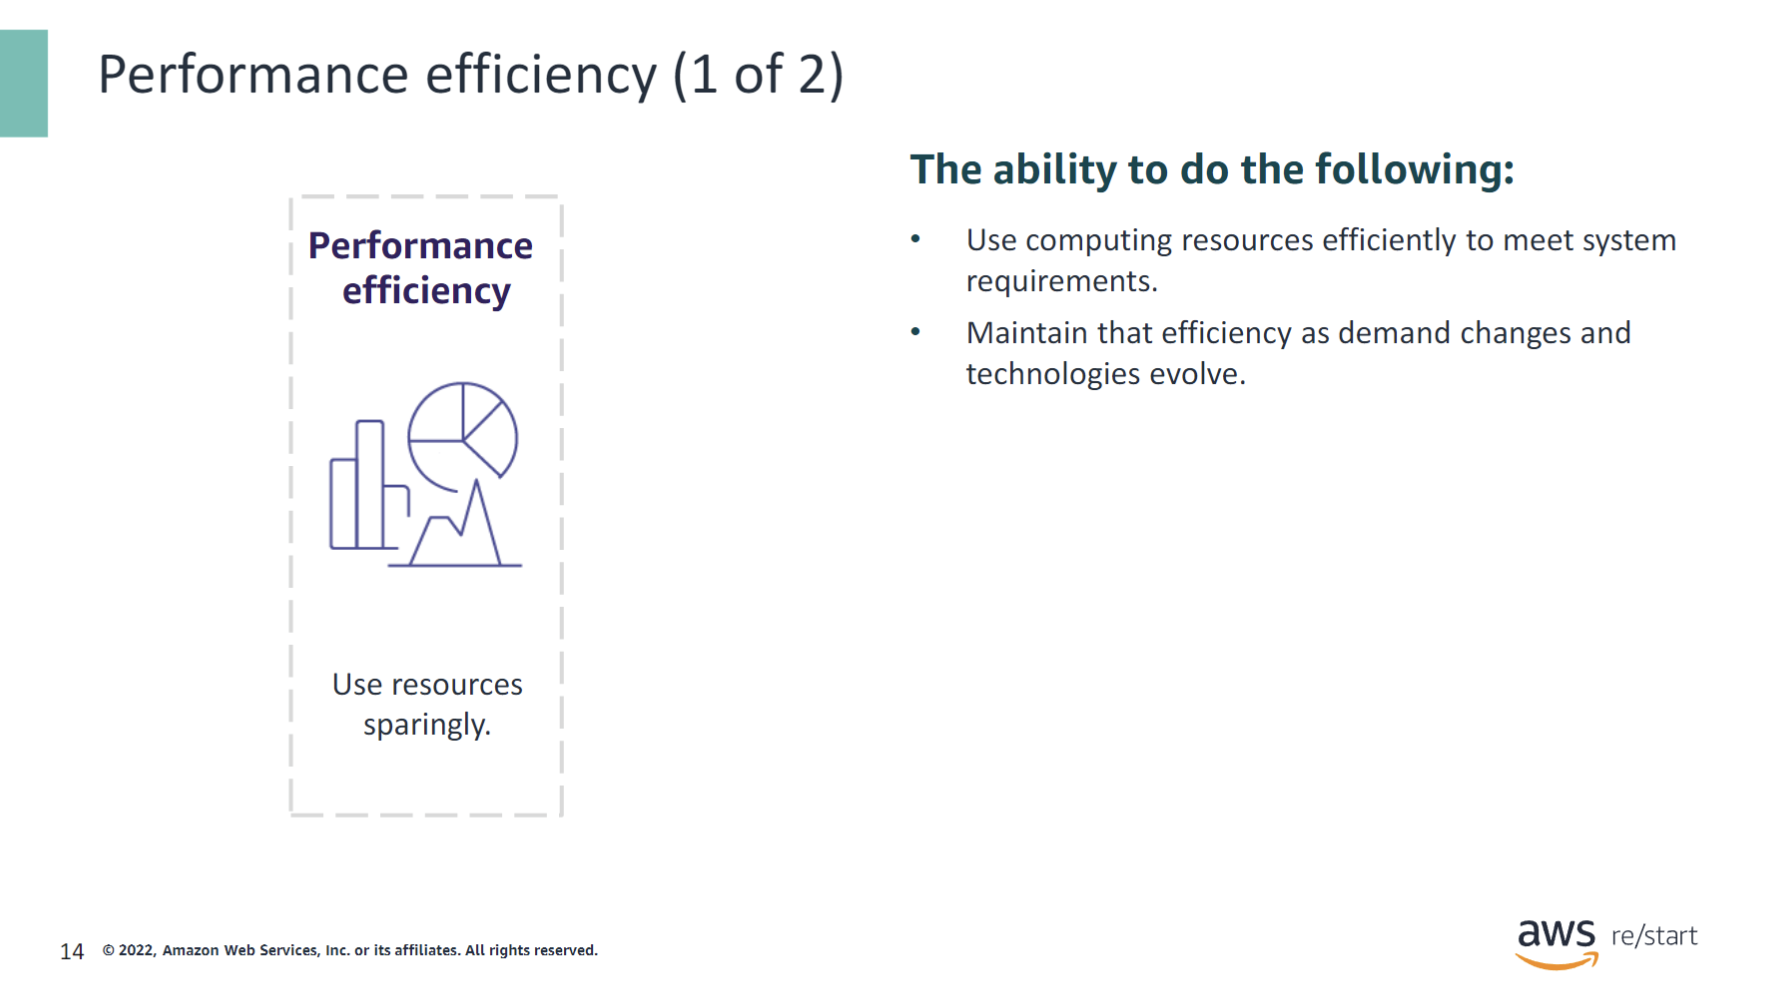 Performance efficiency (1 of 2)
Performance
efficiency
Use resources
sparingly.
The ability to do the following:
• Use computing resources efficiently to meet system
requirements.
• Maintain that efficiency as demand changes and
technologies evolve.
14 © 2022, Amazon Web Services, Inc. or its affiliates. All rights reserved.
aws re/start